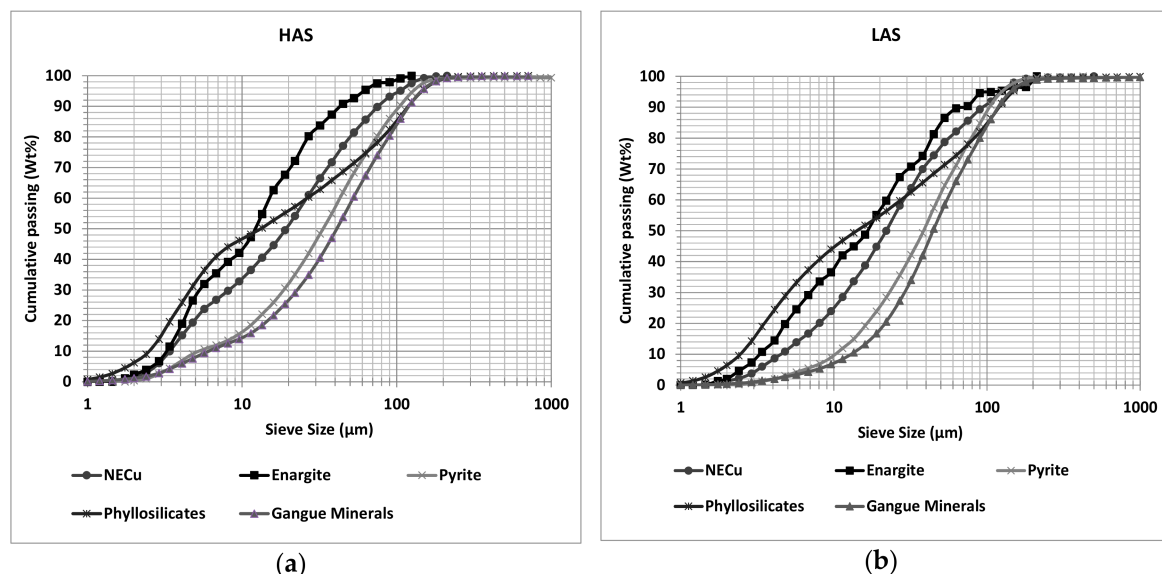 HAS
100
90
80
70
60
50
40
30
20
10
0
Cumulative passing (Wt%)
1 10 100 1000
Sieve Size (µm)
NECu Enargite Pyrite
Phyllosilicates Gangue Minerals
(a)
LAS
100
90
80
70
60
50
40
30
20
10
0
Cumulative passing (Wt%)
1 10 100 1000
Sieve Size (µm)
NECu Enargite Pyrite
Phyllosilicates Gangue Minerals
(b)